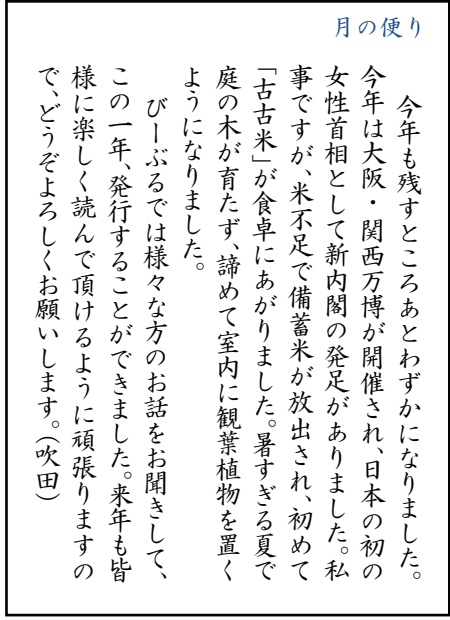 月の便り
今年も残すところあとわずかになりました。
今年は大阪・関西万博が開催され、日本の初の
女性首相として新内閣の発足がありました。私
事ですが、米不足で備蓄米が放出され、初めて
「古古米」が食卓にあがりました。暑すぎる夏で
庭の木が育たず、諦めて室内に観葉植物を置く
ようになりました。
びーぶるでは様々な方のお話をお聞きして、
この一年、発行することができました。来年も皆
様に楽しく読んで頂けるように頑張りますの
で、どうぞよろしくお願いします。（吹田）